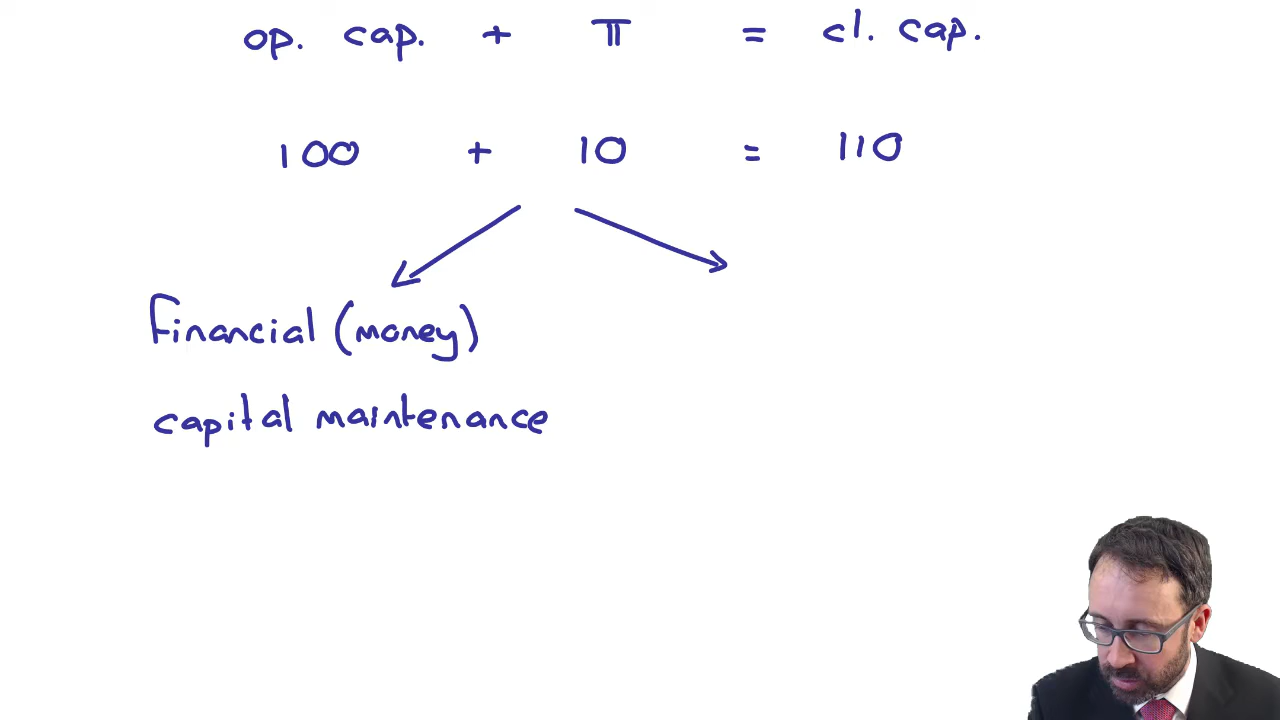 op. cap. + π = cl. cap.
100 + 10 = 110
Financial (money)
capital maintenance